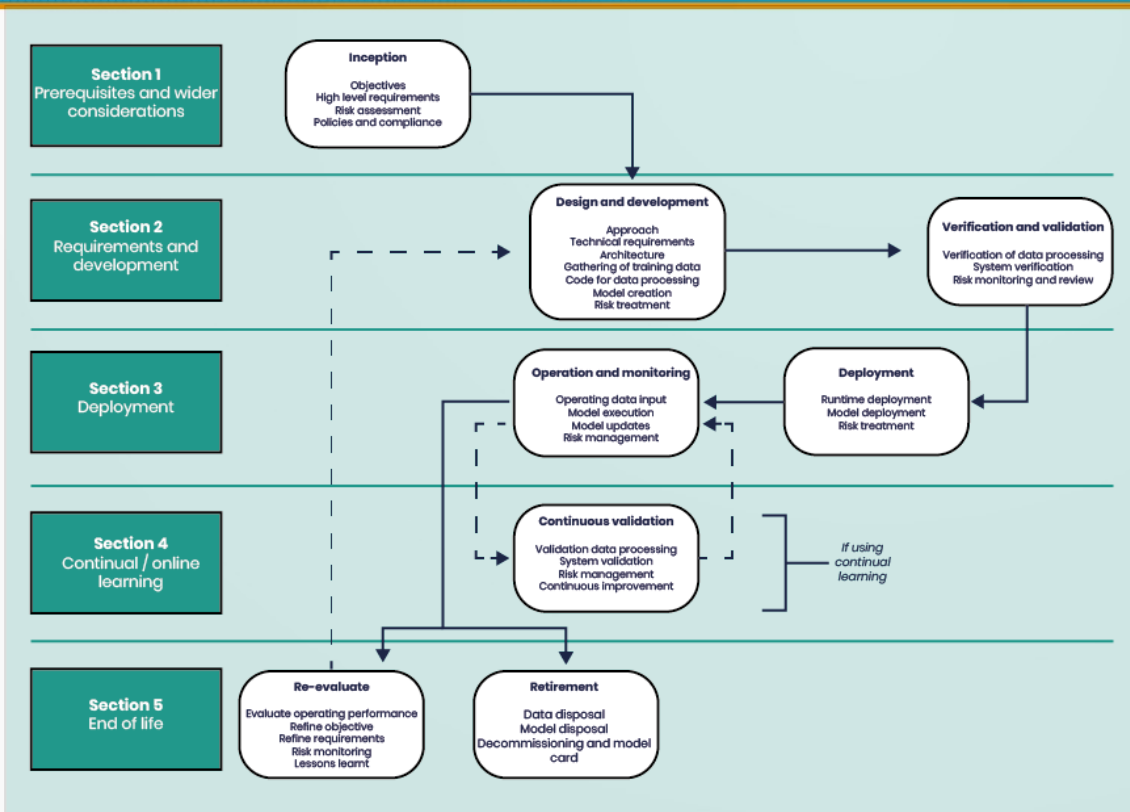 Section 1
Prerequisites and wider
considerations
Inception
Objectives
High level requirements
Risk assessment
Policies and compliance
Section 2
Requirements and
development
Design and development
Approach
Technical requirements
Architecture
Gathering of training data
Code for data processing
Model creation
Risk treatment
Verification and validation
Verification of data processing
System verification
Risk monitoring and review
Section 3
Deployment
Operation and monitoring
Operating data input
Model execution
Model updates
Risk management
Deployment
Runtime deployment
Model deployment
Risk treatment
Section 4
Continual / online
learning
Continuous validation
Validation data processing
System validation
Risk management
Continuous improvement
If using
continual
learning
Section 5
End of life
Re-evaluate
Evaluate operating performance
Refine objective
Refine requirements
Risk monitoring
Lessons learnt
Retirement
Data disposal
Model disposal
Decommissioning and model
card